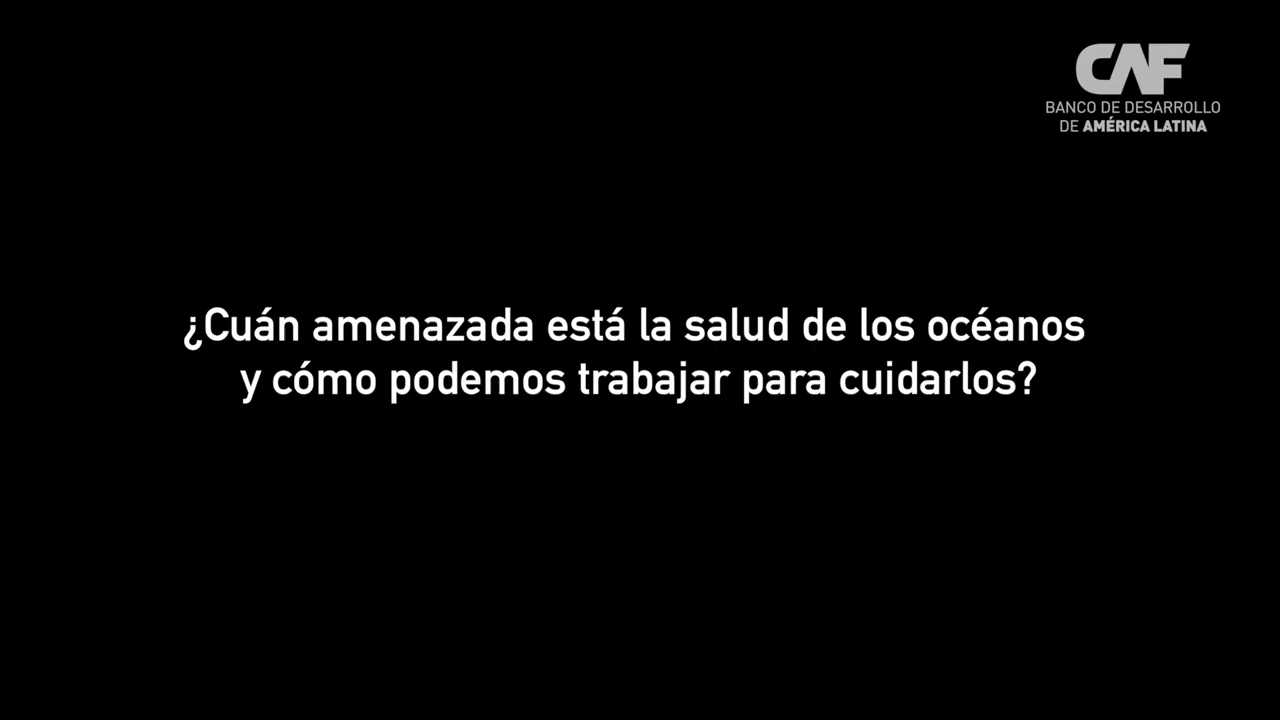 CAF
BANCO DE DESARROLLO
DE AMÉRICA LATINA
¿Cuán amenazada está la salud de los océanos
y cómo podemos trabajar para cuidarlos?